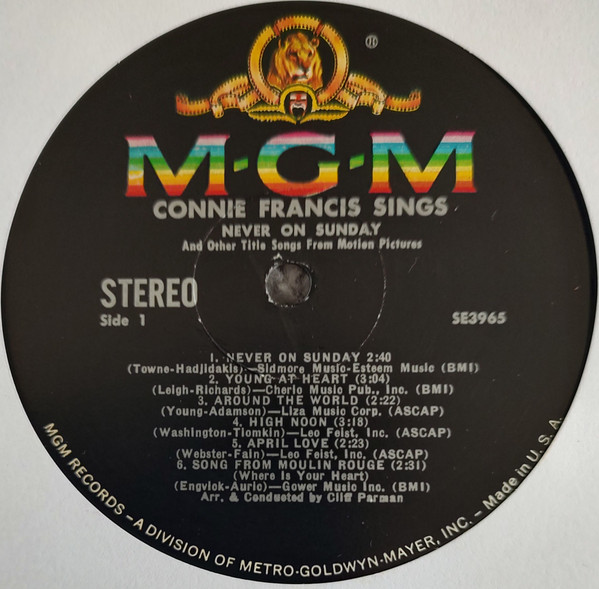 ®
M-G-M
CONNIE FRANCIS SINGS
NEVER ON SUNDAY
And Other Title Songs From Motion Pictures
STEREO
Side 1
SE3965
1. NEVER ON SUNDAY 2:40
(Towne-Hadjidakis)—Sidmore Music-Esteem Music (BMI)
2. YOUNG AT HEART (3:04)
(Leigh-Richards)—Cherio Music Pub., Inc. (BMI)
3. AROUND THE WORLD (2:22)
(Young-Adamson)—Liza Music Corp. (ASCAP)
4. HIGH NOON (3:18)
(Washington-Tiomkin)—Leo Feist, Inc. (ASCAP)
5. APRIL LOVE (2:23)
(Webster-Fain)—Leo Feist, Inc. (ASCAP)
6. SONG FROM MOULIN ROUGE (2:31)
(Where Is Your Heart)
(Engvick-Auric)—Gower Music Inc. (BMI)
Arr. & Conducted by Cliff Parman
MGM RECORDS – A DIVISION OF METRO-GOLDWYN-MAYER, INC. – Made in U. S. A.